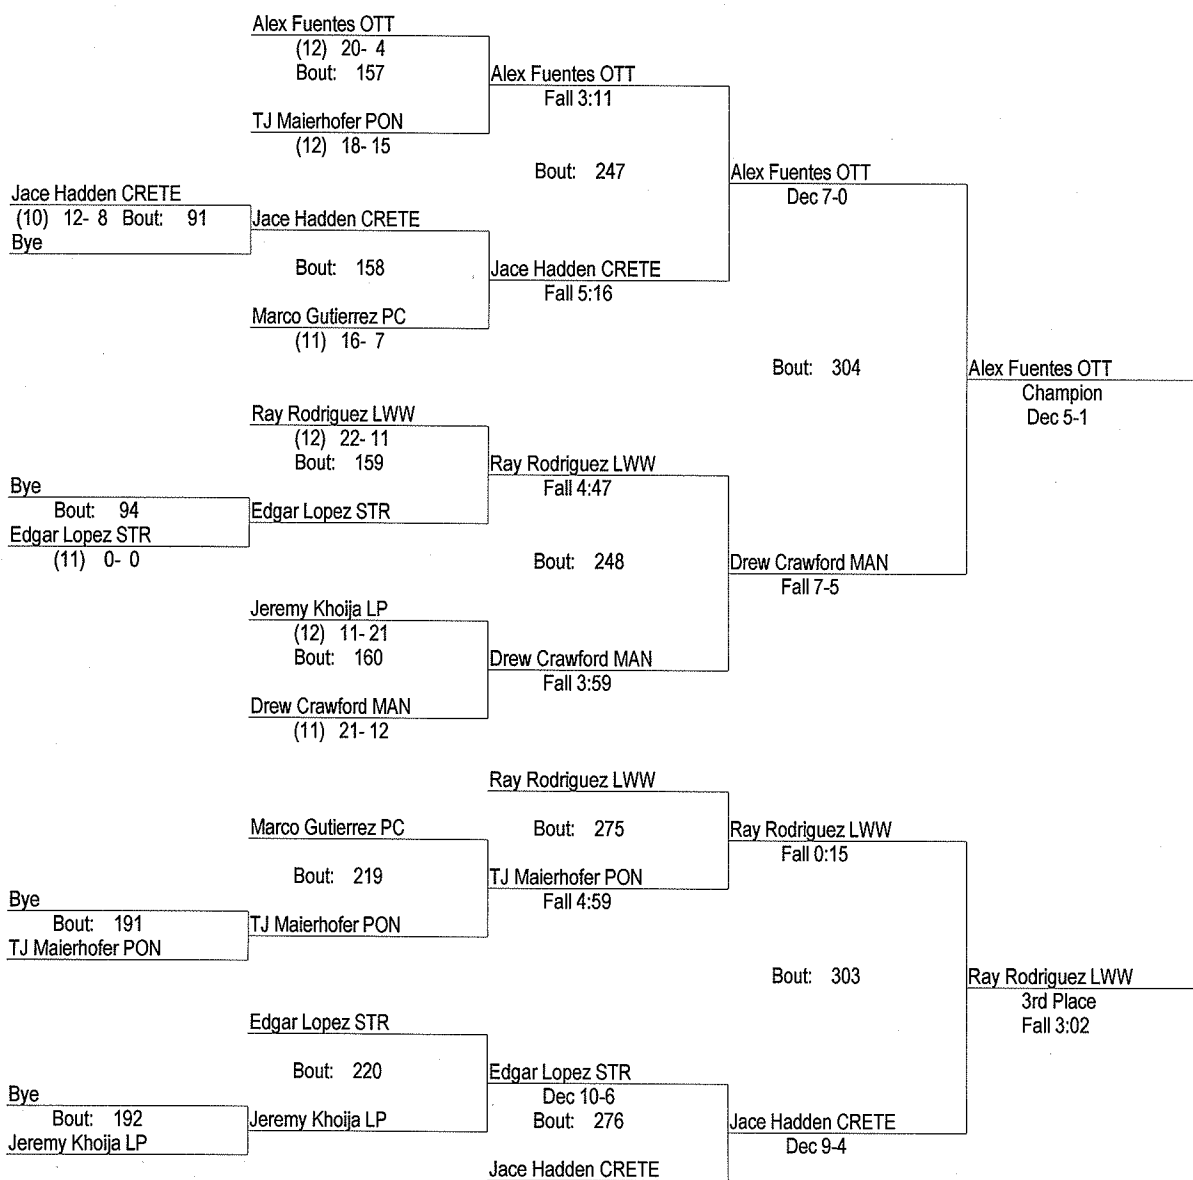 Alex Fuentes OTT
(12) 20- 4
Bout: 157
Alex Fuentes OTT
Fall 3:11
TJ Maierhofer PON
(12) 18- 15
Bout: 247
Alex Fuentes OTT
Dec 7-0
Jace Hadden CRETE
(10) 12- 8 Bout: 91
Bye
Jace Hadden CRETE
Bout: 158
Jace Hadden CRETE
Fall 5:16
Marco Gutierrez PC
(11) 16- 7
Bout: 304
Alex Fuentes OTT
Champion
Dec 5-1
Ray Rodriguez LWW
(12) 22- 11
Bout: 159
Ray Rodriguez LWW
Fall 4:47
Bye
Bout: 94
Edgar Lopez STR
(11) 0- 0
Edgar Lopez STR
Bout: 248
Drew Crawford MAN
Fall 7-5
Jeremy Khoija LP
(12) 11- 21
Bout: 160
Drew Crawford MAN
Fall 3:59
Drew Crawford MAN
(11) 21- 12
Ray Rodriguez LWW
Marco Gutierrez PC
Bout: 275
Ray Rodriguez LWW
Fall 0:15
Bout: 219
TJ Maierhofer PON
Fall 4:59
Bye
Bout: 191
TJ Maierhofer PON
TJ Maierhofer PON
Bout: 303
Ray Rodriguez LWW
3rd Place
Fall 3:02
Edgar Lopez STR
Bout: 220
Edgar Lopez STR
Dec 10-6
Bye
Bout: 192
Jeremy Khoija LP
Jeremy Khoija LP
Bout: 276
Jace Hadden CRETE
Dec 9-4
Jace Hadden CRETE